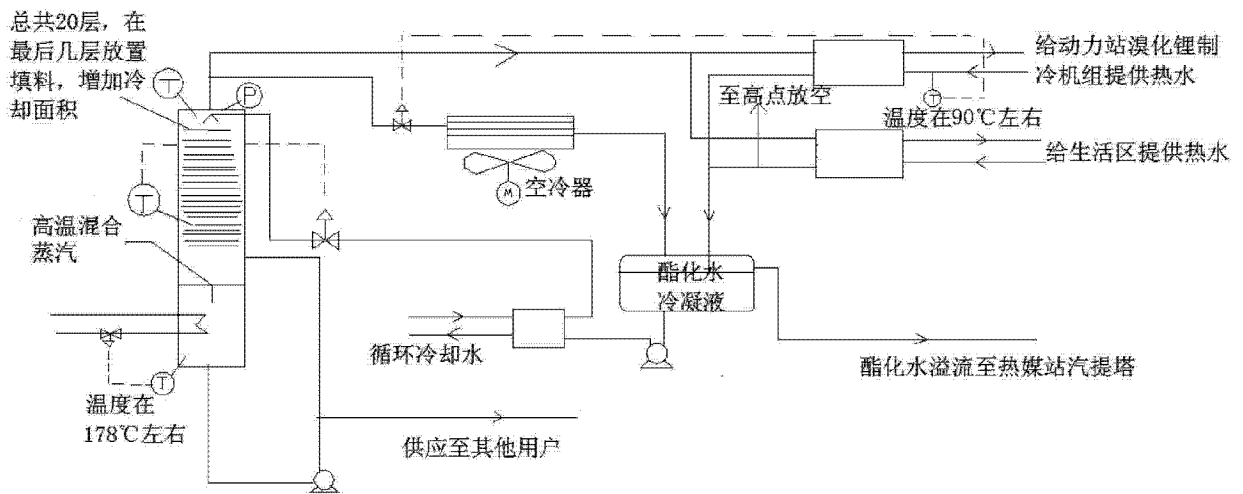 总共20层，在
最后几层放置
填料，增加冷
却面积
T
P
T
高温混合
蒸汽
T
温度在
178℃左右
M
空冷器
至高点放空
给动力站溴化锂制
冷机组提供热水
T
温度在90℃左右
给生活区提供热水
酯化水
冷凝液
循环冷却水
酯化水溢流至热媒站汽提塔
供应至其他用户